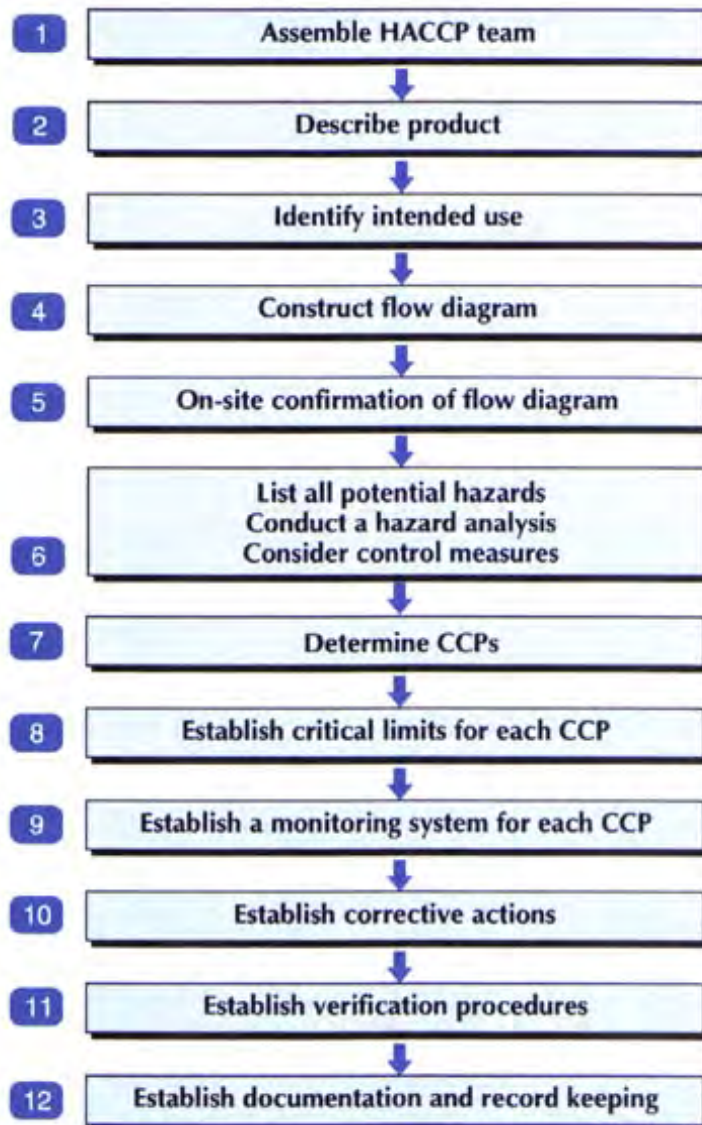 1 Assemble HACCP team
2 Describe product
3 Identify intended use
4 Construct flow diagram
5 On-site confirmation of flow diagram
List all potential hazards
Conduct a hazard analysis
6 Consider control measures
7 Determine CCPs
8 Establish critical limits for each CCP
9 Establish a monitoring system for each CCP
10 Establish corrective actions
11 Establish verification procedures
12 Establish documentation and record keeping